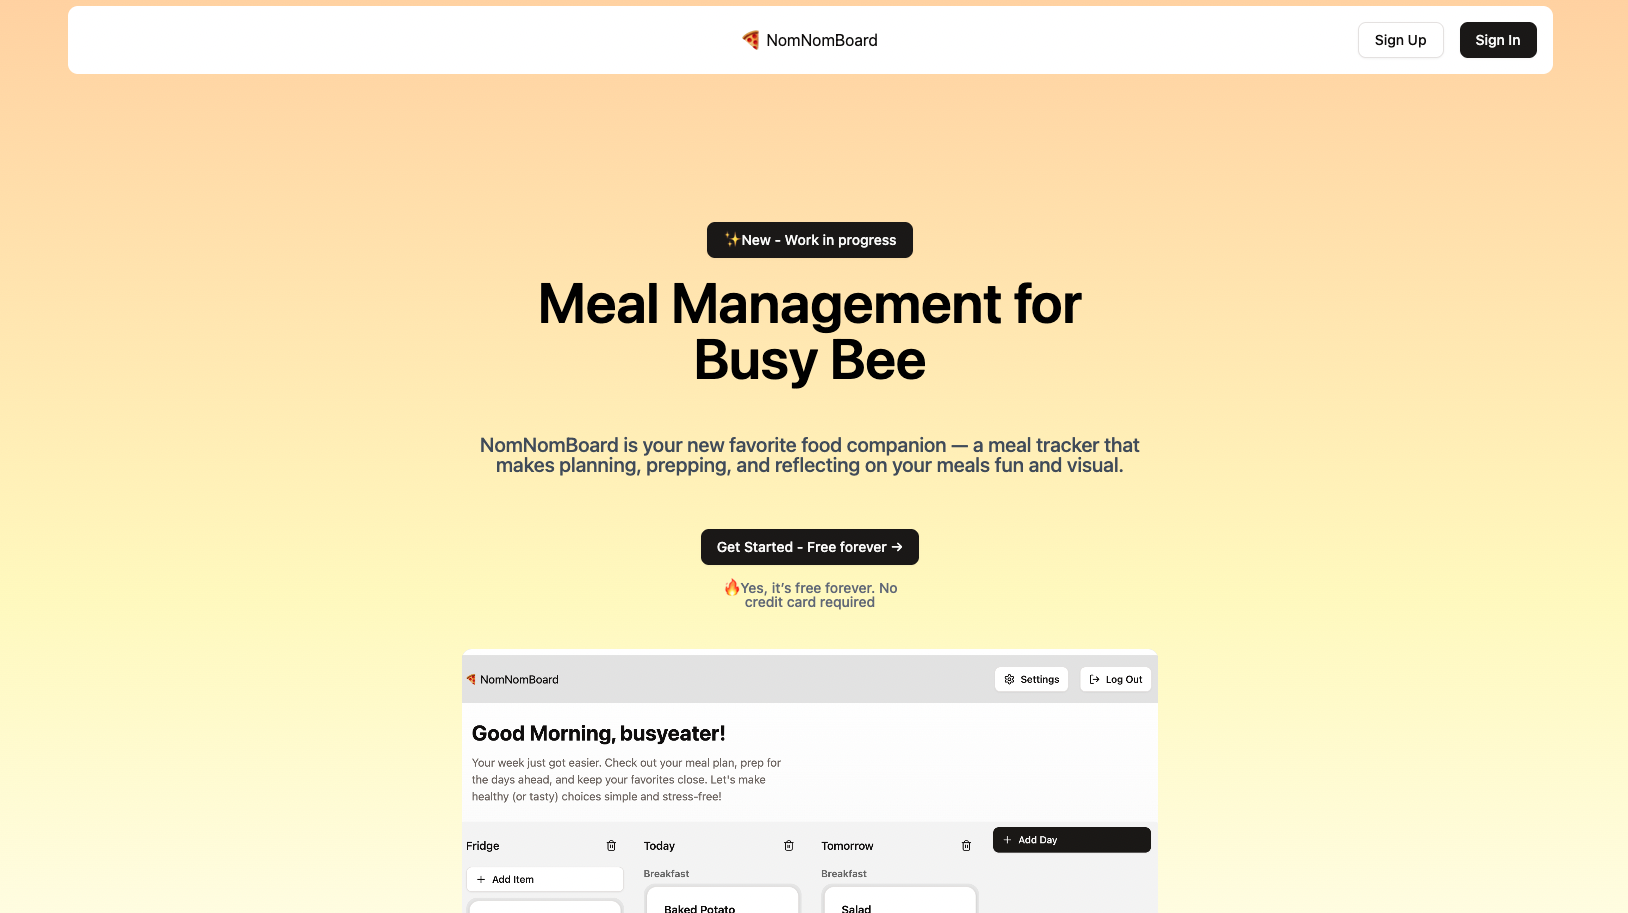 🍕 NomNomBoard
Sign Up
Sign In
✨New - Work in progress
Meal Management for
Busy Bee
NomNomBoard is your new favorite food companion — a meal tracker that
makes planning, prepping, and reflecting on your meals fun and visual.
Get Started - Free forever →
🔥Yes, it's free forever. No
credit card required
🍕 NomNomBoard
Settings
Log Out
Good Morning, busyeater!
Your week just got easier. Check out your meal plan, prep for
the days ahead, and keep your favorites close. Let's make
healthy (or tasty) choices simple and stress-free!
Fridge
Today
Tomorrow
+ Add Day
+ Add Item
Breakfast
Breakfast
Baked Potato
Salad